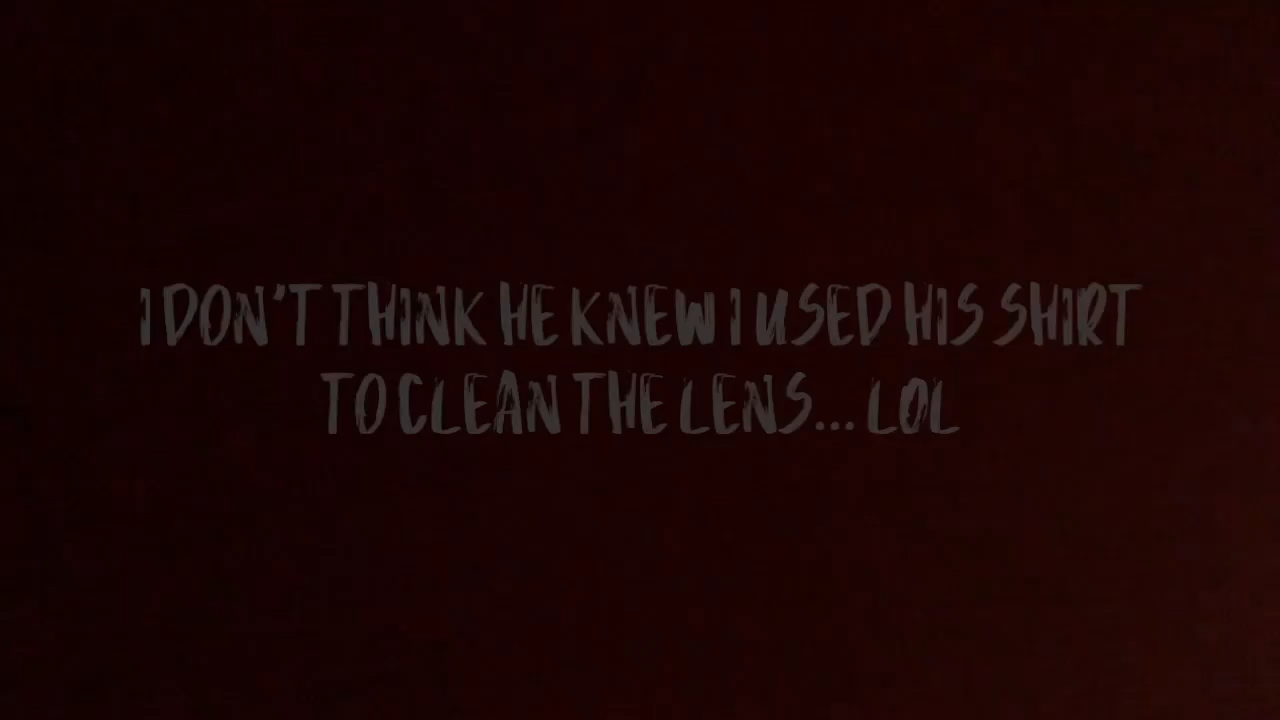 I DON'T THINK HE KNEW I USED HIS SHIRT
TO CLEAN THE LENS... LOL